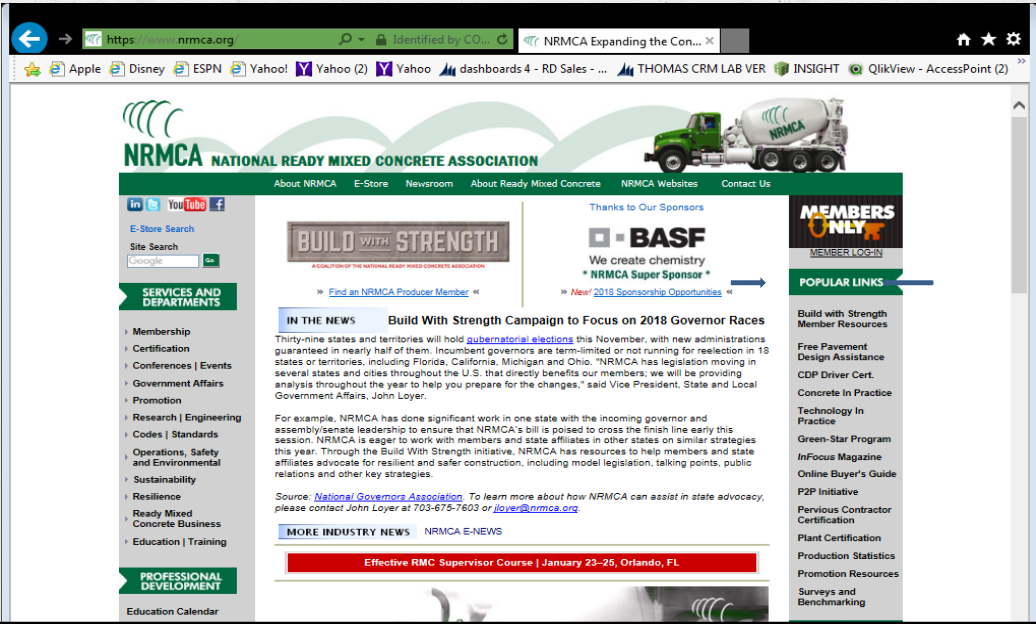 https://www.nrmca.org/
Identified by CO...
NRMCA Expanding the Con...
Apple Disney ESPN Yahoo! Yahoo (2) Yahoo dashboards 4 - RD Sales - ... THOMAS CRM LAB VER INSIGHT QlikView - AccessPoint (2)
NRMCA NATIONAL READY MIXED CONCRETE ASSOCIATION
NRMCA
About NRMCA E-Store Newsroom About Ready Mixed Concrete NRMCA Websites Contact Us
in YouTube f
E-Store Search
Site Search
Google Go
SERVICES AND
DEPARTMENTS
Membership
Certification
Conferences | Events
Government Affairs
Promotion
Research | Engineering
Codes | Standards
Operations, Safety
and Environmental
Sustainability
Resilience
Ready Mixed
Concrete Business
Education | Training
PROFESSIONAL
DEVELOPMENT
Education Calendar
BUILD WITH STRENGTH
A COALITION OF THE NATIONAL READY MIXED CONCRETE ASSOCIATION
» Find an NRMCA Producer Member «
Thanks to Our Sponsors
BASF
We create chemistry
* NRMCA Super Sponsor *
» New! 2018 Sponsorship Opportunities «
IN THE NEWS Build With Strength Campaign to Focus on 2018 Governor Races
Thirty-nine states and territories will hold gubernatorial elections this November, with new administrations
guaranteed in nearly half of them. Incumbent governors are term-limited or not running for reelection in 18
states or territories, including Florida, California, Michigan and Ohio. "NRMCA has legislation moving in
several states and cities throughout the U.S. that directly benefits our members; we will be providing
analysis throughout the year to help you prepare for the changes," said Vice President, State and Local
Government Affairs, John Loyer.
For example, NRMCA has done significant work in one state with the incoming governor and
assembly/senate leadership to ensure that NRMCA's bill is poised to cross the finish line early this
session. NRMCA is eager to work with members and state affiliates in other states on similar strategies
this year. Through the Build With Strength initiative, NRMCA has resources to help members and state
affiliates advocate for resilient and safer construction, including model legislation, talking points, public
relations and other key strategies.
Source: National Governors Association. To learn more about how NRMCA can assist in state advocacy,
please contact John Loyer at 703-675-7603 or jloyer@nrmca.org.
MORE INDUSTRY NEWS NRMCA E-NEWS
Effective RMC Supervisor Course | January 23–25, Orlando, FL
MEMBERS
ONLY
MEMBER LOG-IN
POPULAR LINKS
Build with Strength
Member Resources
Free Pavement
Design Assistance
CDP Driver Cert.
Concrete In Practice
Technology In
Practice
Green-Star Program
InFocus Magazine
Online Buyer's Guide
P2P Initiative
Pervious Contractor
Certification
Plant Certification
Production Statistics
Promotion Resources
Surveys and
Benchmarking